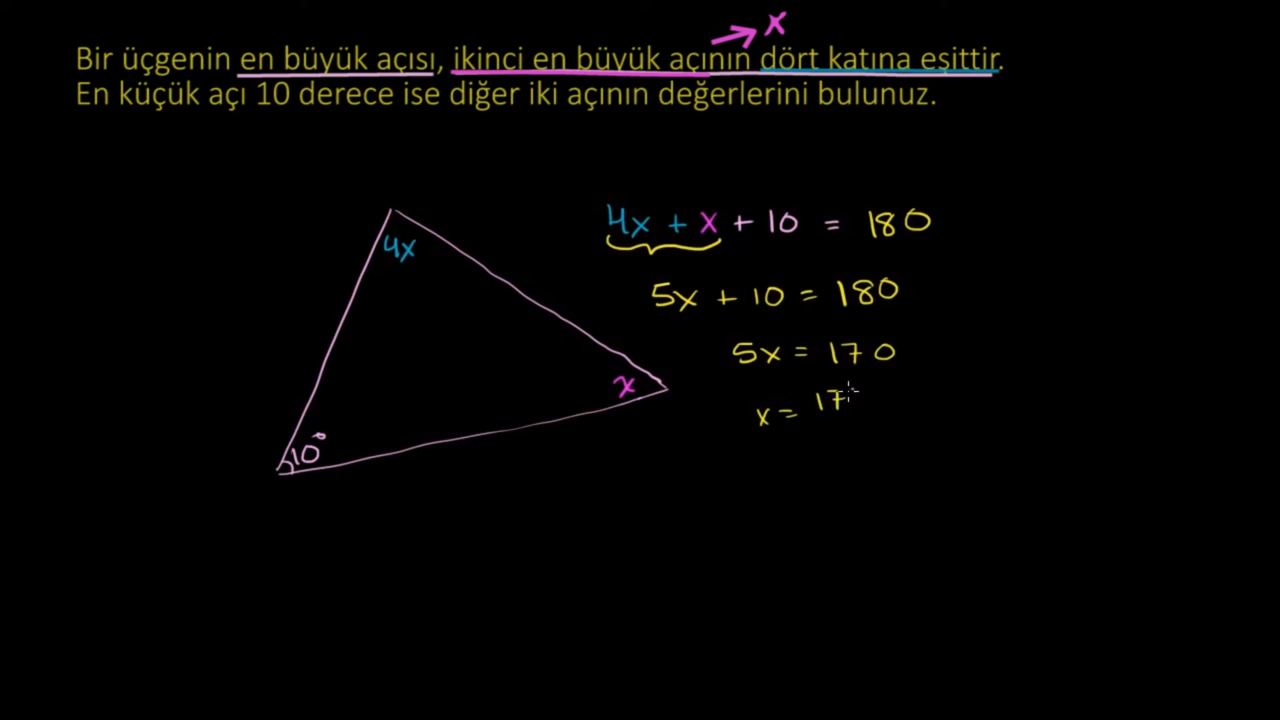 x
Bir üçgenin en büyük açısı, ikinci en büyük açının dört katına eşittir.
En küçük açı 10 derece ise diğer iki açının değerlerini bulunuz.
4x + x + 10 = 180
4x
5x + 10 = 180
5x = 170
x
x = 17
10°